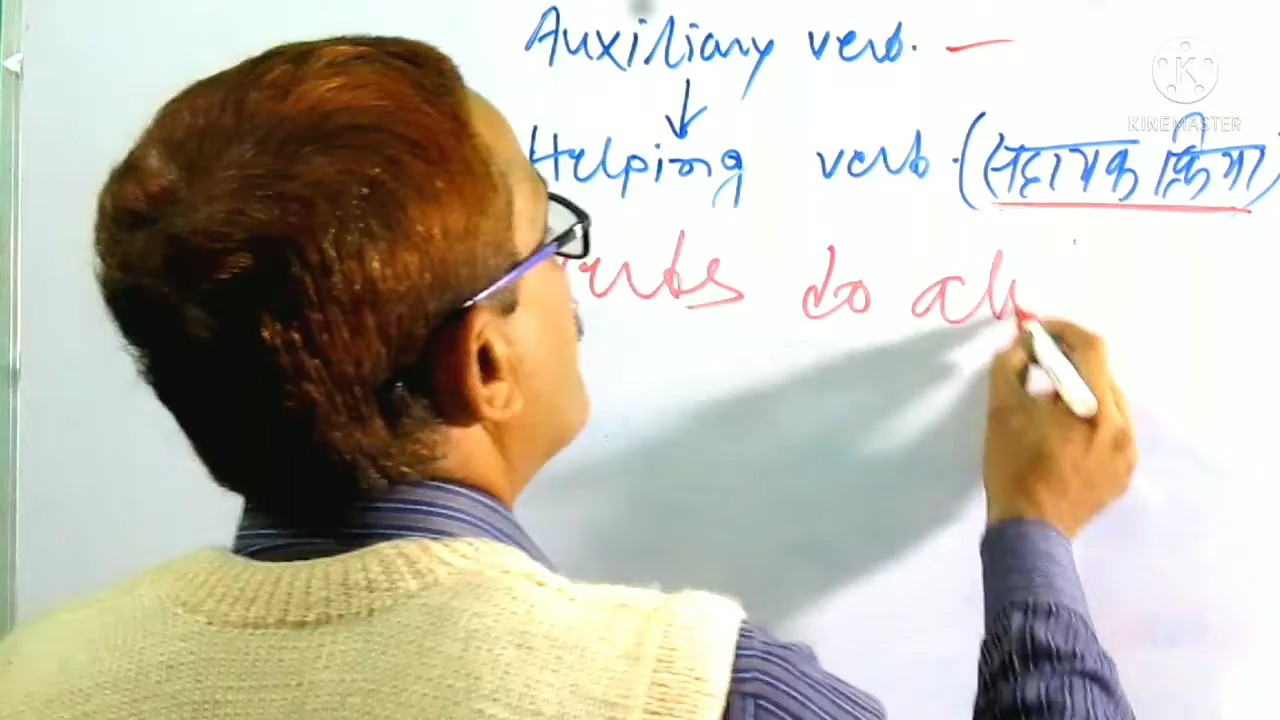 Auxiliary verb. —
KINEMASTER
Helping verb. (सहायक क्रिया)
do